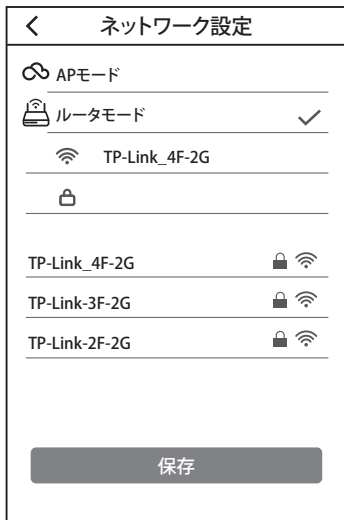 ネットワーク設定
APモード
ルータモード
TP-Link_4F-2G
TP-Link_4F-2G
TP-Link-3F-2G
TP-Link-2F-2G
保存